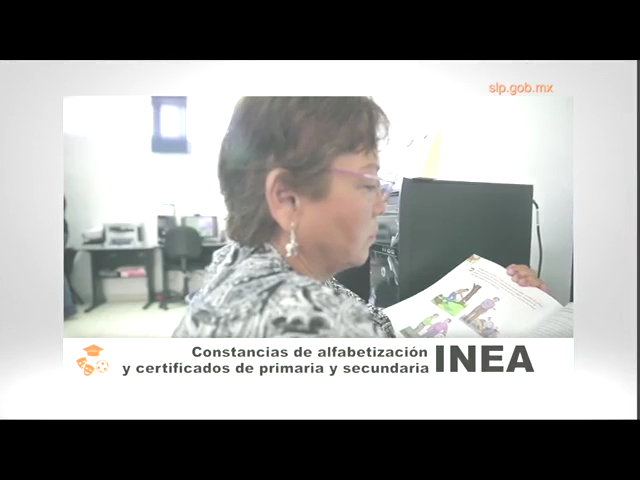 slp.gob.mx
Constancias de alfabetización
y certificados de primaria y secundaria
INEA